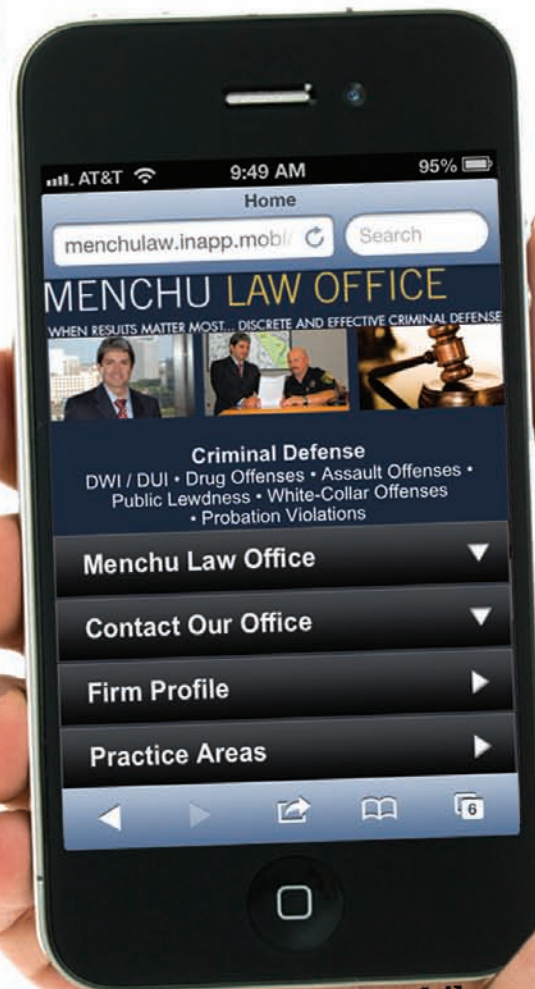 AT&T 9:49 AM 95%
Home
menchulaw.inapp.mobi/ Search
MENCHU LAW OFFICE
WHEN RESULTS MATTER MOST... DISCRETE AND EFFECTIVE CRIMINAL DEFENSE
Criminal Defense
DWI / DUI • Drug Offenses • Assault Offenses •
Public Lewdness • White-Collar Offenses
• Probation Violations
Menchu Law Office
Contact Our Office
Firm Profile
Practice Areas
6